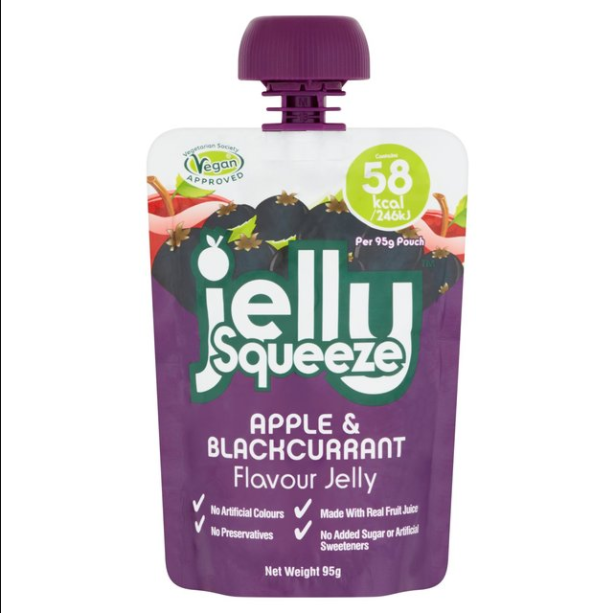 Vegetarian Society
Vegan
APPROVED
Contains
58
kcal
/246kJ
Per 95g Pouch
jelly
Squeeze
APPLE &
BLACKCURRANT
Flavour Jelly
No Artificial Colours
No Preservatives
Made With Real Fruit Juice
No Added Sugar or Artificial
Sweeteners
Net Weight 95g